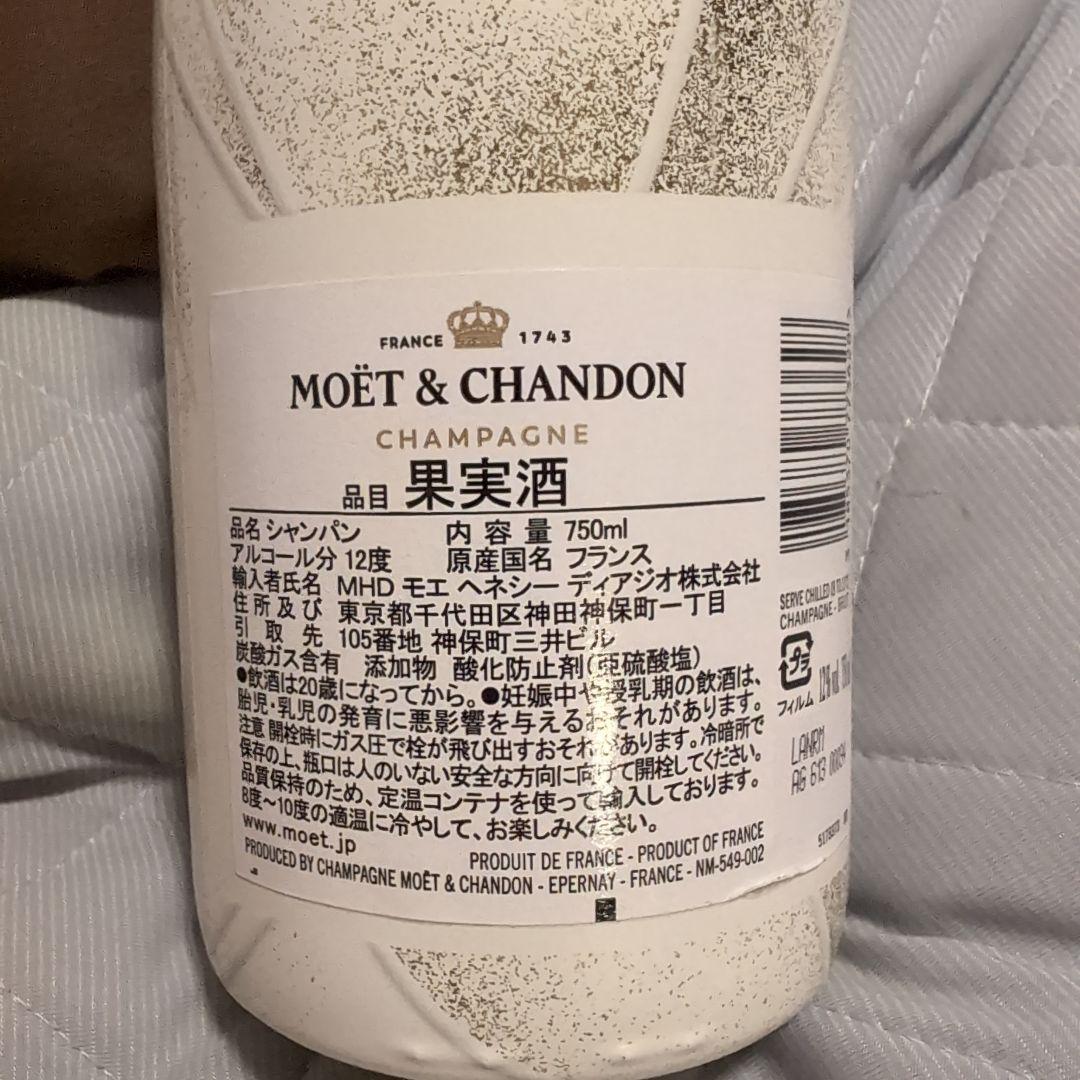 FRANCE 1743
MOËT & CHANDON
CHAMPAGNE
品目 果実酒
品名 シャンパン 内容量 750ml
アルコール分 12度 原産国名 フランス
輸入者氏名 MHD モエ ヘネシー ディアジオ株式会社
住所及び 東京都千代田区神田神保町一丁目
引取先 105番地 神保町三井ビル
炭酸ガス含有 添加物 酸化防止剤(亜硫酸塩)
●飲酒は20歳になってから。●妊娠中や授乳期の飲酒は、
胎児・乳児の発育に悪影響を与えるおそれがあります。
注意 開栓時にガス圧で栓が飛び出すおそれがあります。冷暗所で
保存の上、瓶口は人のいない安全な方向に向けて開栓してください。
品質保持のため、定温コンテナを使って輸入しております。
8度〜10度の適温に冷やして、お楽しみください。
www.moet.jp
PRODUIT DE FRANCE - PRODUCT OF FRANCE
PRODUCED BY CHAMPAGNE MOËT & CHANDON - EPERNAY - FRANCE - NM-549-002
SERVE CHILLED
CHAMPAGNE -
プラ
フィルム
LANRM
AG 613